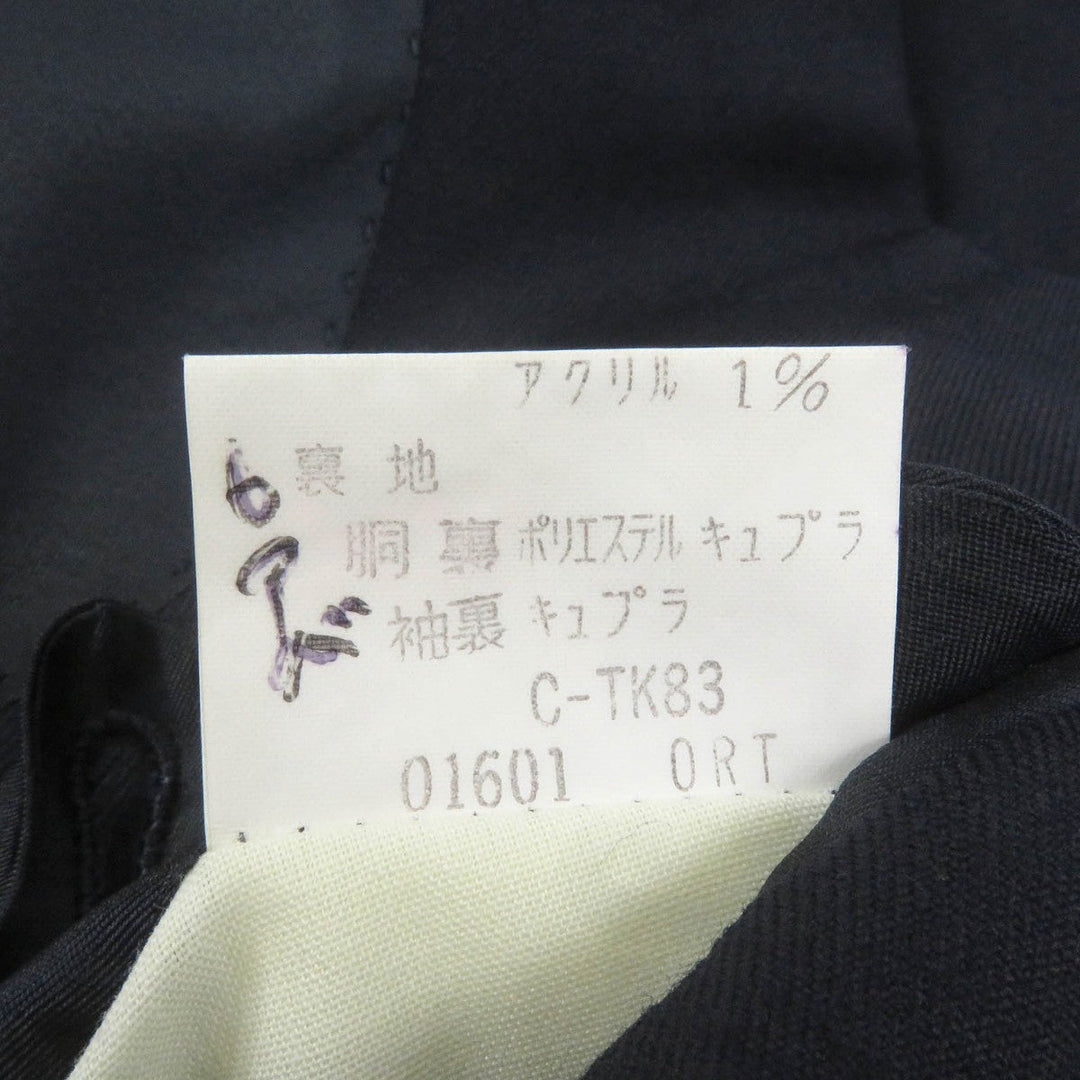 アクリル 1%
裏地
胴裏 ポリエステル キュプラ
袖裏 キュプラ
C-TK83
01601 ORT